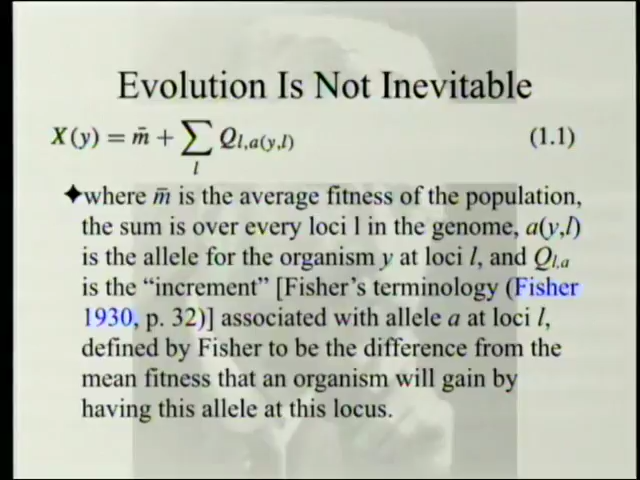 Evolution Is Not Inevitable
X(y) = m̄ + ∑ Q_{l,a(y,l)} (1.1)
l
✦where m̄ is the average fitness of the population,
the sum is over every loci l in the genome, a(y,l)
is the allele for the organism y at loci l, and Q_{l,a}
is the “increment” [Fisher’s terminology (Fisher
1930, p. 32)] associated with allele a at loci l,
defined by Fisher to be the difference from the
mean fitness that an organism will gain by
having this allele at this locus.